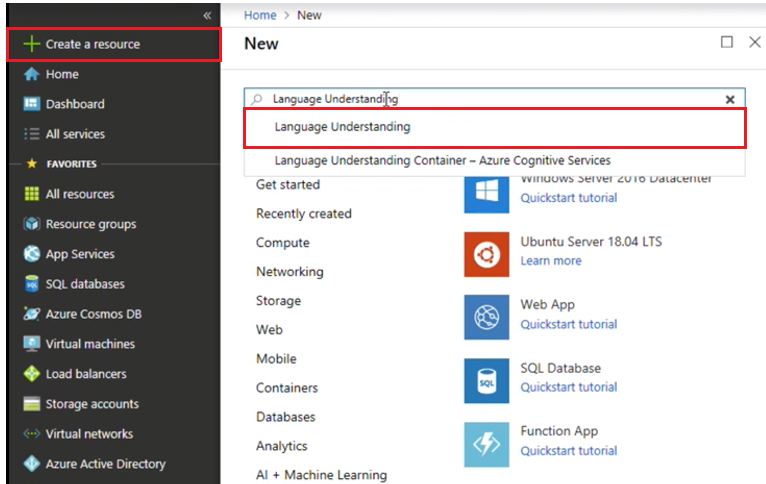 «
Create a resource
Home
Dashboard
All services
FAVORITES
All resources
Resource groups
App Services
SQL databases
Azure Cosmos DB
Virtual machines
Load balancers
Storage accounts
Virtual networks
Azure Active Directory
Home > New
New
Language Understanding
Language Understanding
Language Understanding Container – Azure Cognitive Services
Get started
Recently created
Compute
Networking
Storage
Web
Mobile
Containers
Databases
Analytics
AI + Machine Learning
Windows Server 2016 Datacenter
Quickstart tutorial
Ubuntu Server 18.04 LTS
Learn more
Web App
Quickstart tutorial
SQL
SQL Database
Quickstart tutorial
Function App
Quickstart tutorial